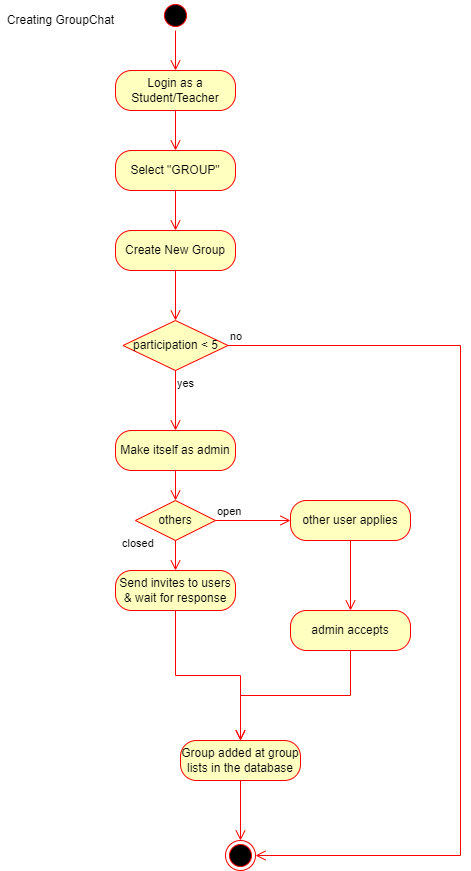 Creating GroupChat
Login as a
Student/Teacher
Select "GROUP"
Create New Group
participation < 5
no
yes
Make itself as admin
others
open
other user applies
closed
Send invites to users
& wait for response
admin accepts
Group added at group
lists in the database